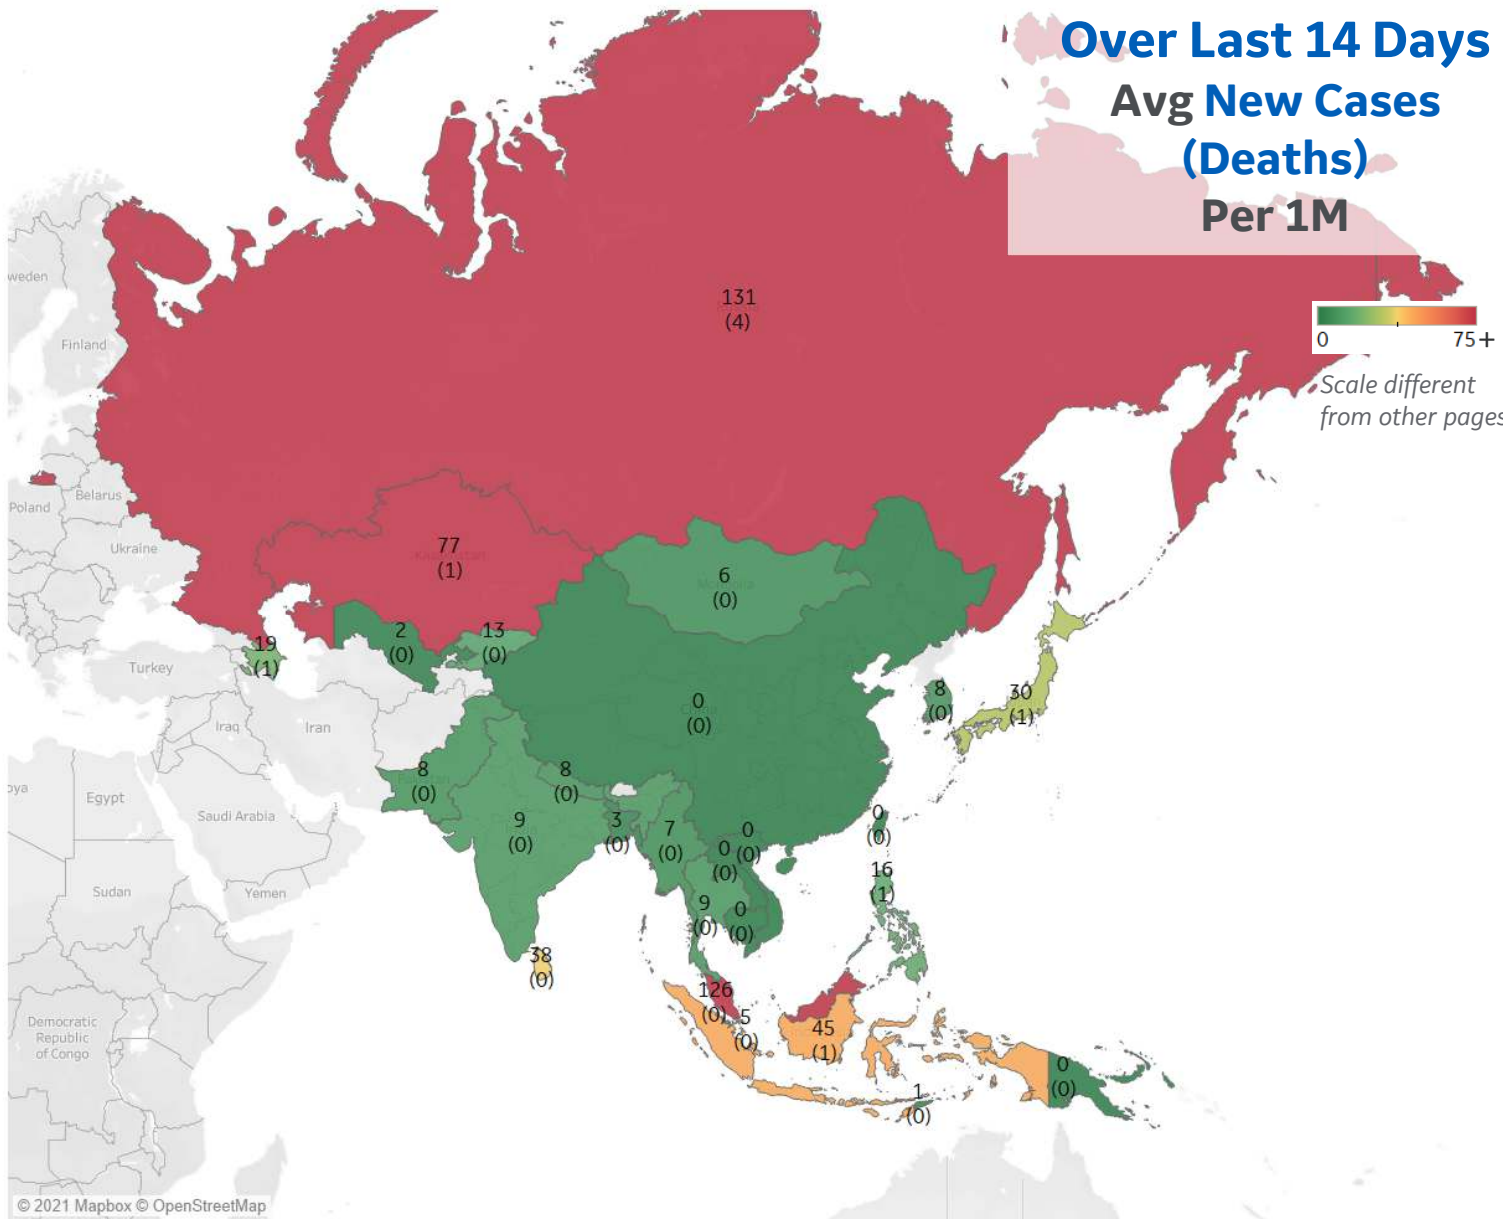 Over Last 14 Days
Avg New Cases
(Deaths)
Per 1M
131
(4)
0 75+
Scale different
from other pages
weden
Finland
Belarus
Poland
Ukraine
77
(1)
6
(0)
2
(0)
13
(0)
19
(1)
Turkey
Iraq
Iran
0
(0)
8
(0)
30
(1)
8
(0)
8
(0)
oya
Egypt
Saudi Arabia
9
(0)
3
(0)
7
(0)
0
(0)
0
(0)
0
(0)
16
(1)
Sudan
Yemen
9
(0)
0
(0)
38
(0)
126
(0)
5
(0)
45
(1)
Democratic
Republic
of Congo
0
(0)
1
(0)
© 2021 Mapbox © OpenStreetMap